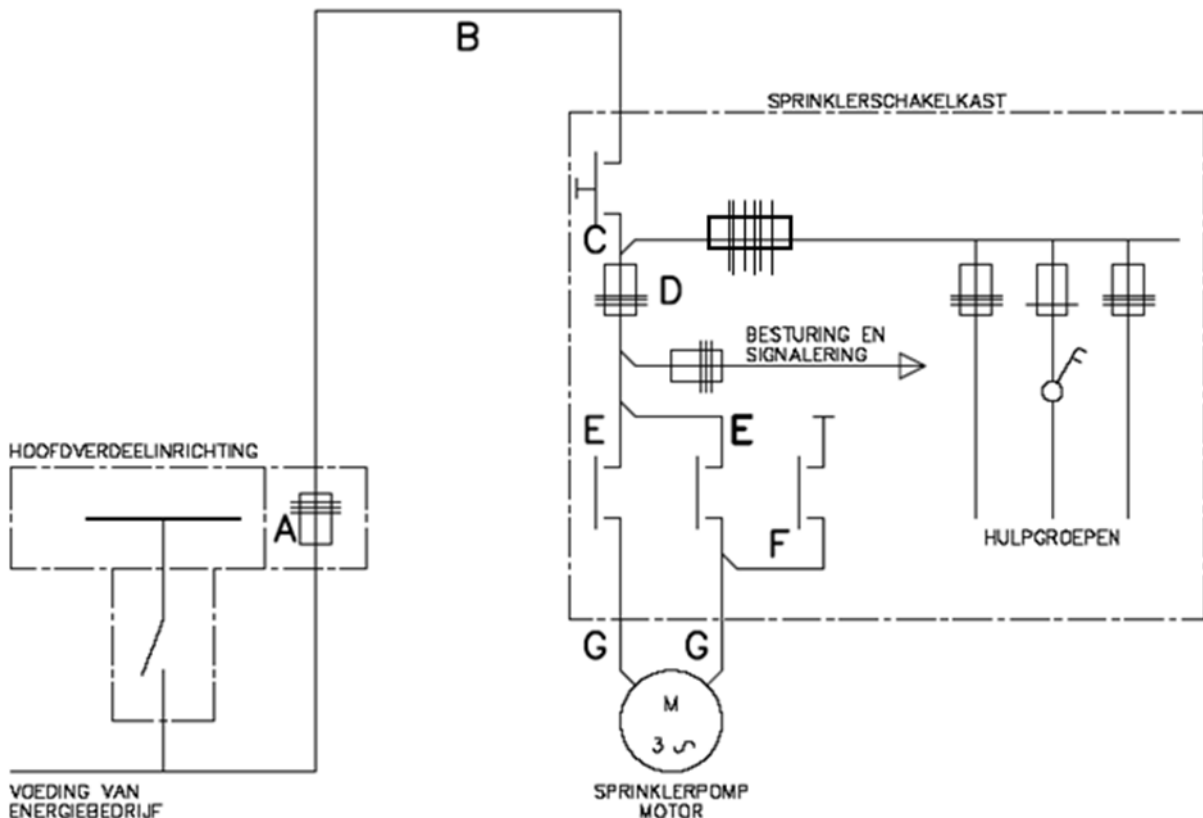 B
SPRINKLERSCHAKELKAST
C
D
BESTURING EN
SIGNALERING
E
E
HOOFDVERDEELINRICHTING
A
F
HULPGROEPEN
G
G
M
3 ∿
VOEDING VAN
ENERGIEBEDRIJF
SPRINKLERPOMP
MOTOR